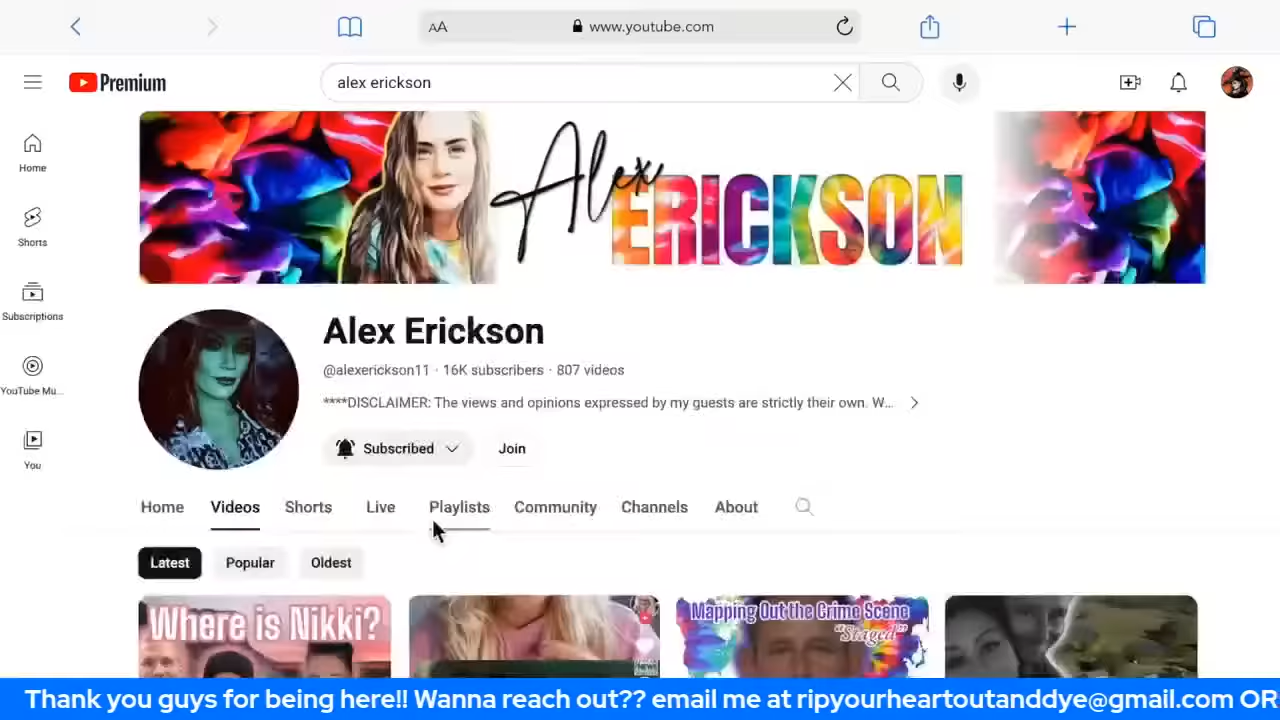 AA
www.youtube.com
Premium
alex erickson
Home
Shorts
Subscriptions
YouTube Mu...
You
Alex
ERICKSON
Alex Erickson
@alexerickson11 · 16K subscribers · 807 videos
****DISCLAIMER: The views and opinions expressed by my guests are strictly their own. W...
Subscribed
Join
Home Videos Shorts Live Playlists Community Channels About
Latest Popular Oldest
Where is Nikki?
Mapping Out the Crime Scene
"Staged"
Thank you guys for being here!! Wanna reach out?? email me at ripyourheartoutanddye@gmail.com OR